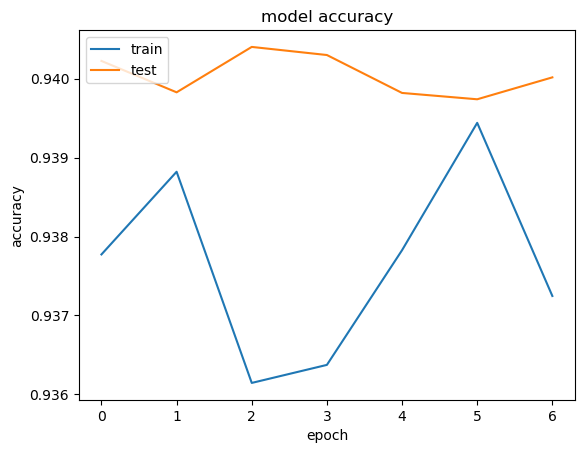 model accuracy
train
test
0.940
0.939
0.938
0.937
0.936
accuracy
0 1 2 3 4 5 6
epoch